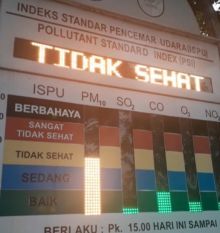 INDEKS STANDAR PENCEMAR UDARA (ISPU)
POLLUTANT STANDARD INDEX (PSI)
TIDAK SEHAT
ISPU PM10 SO2 CO O3
BERBAHAYA
SANGAT
TIDAK SEHAT
TIDAK SEHAT
SEDANG
BAIK
BERLAKU : Pk. 15.00 HARI INI SAMPAI